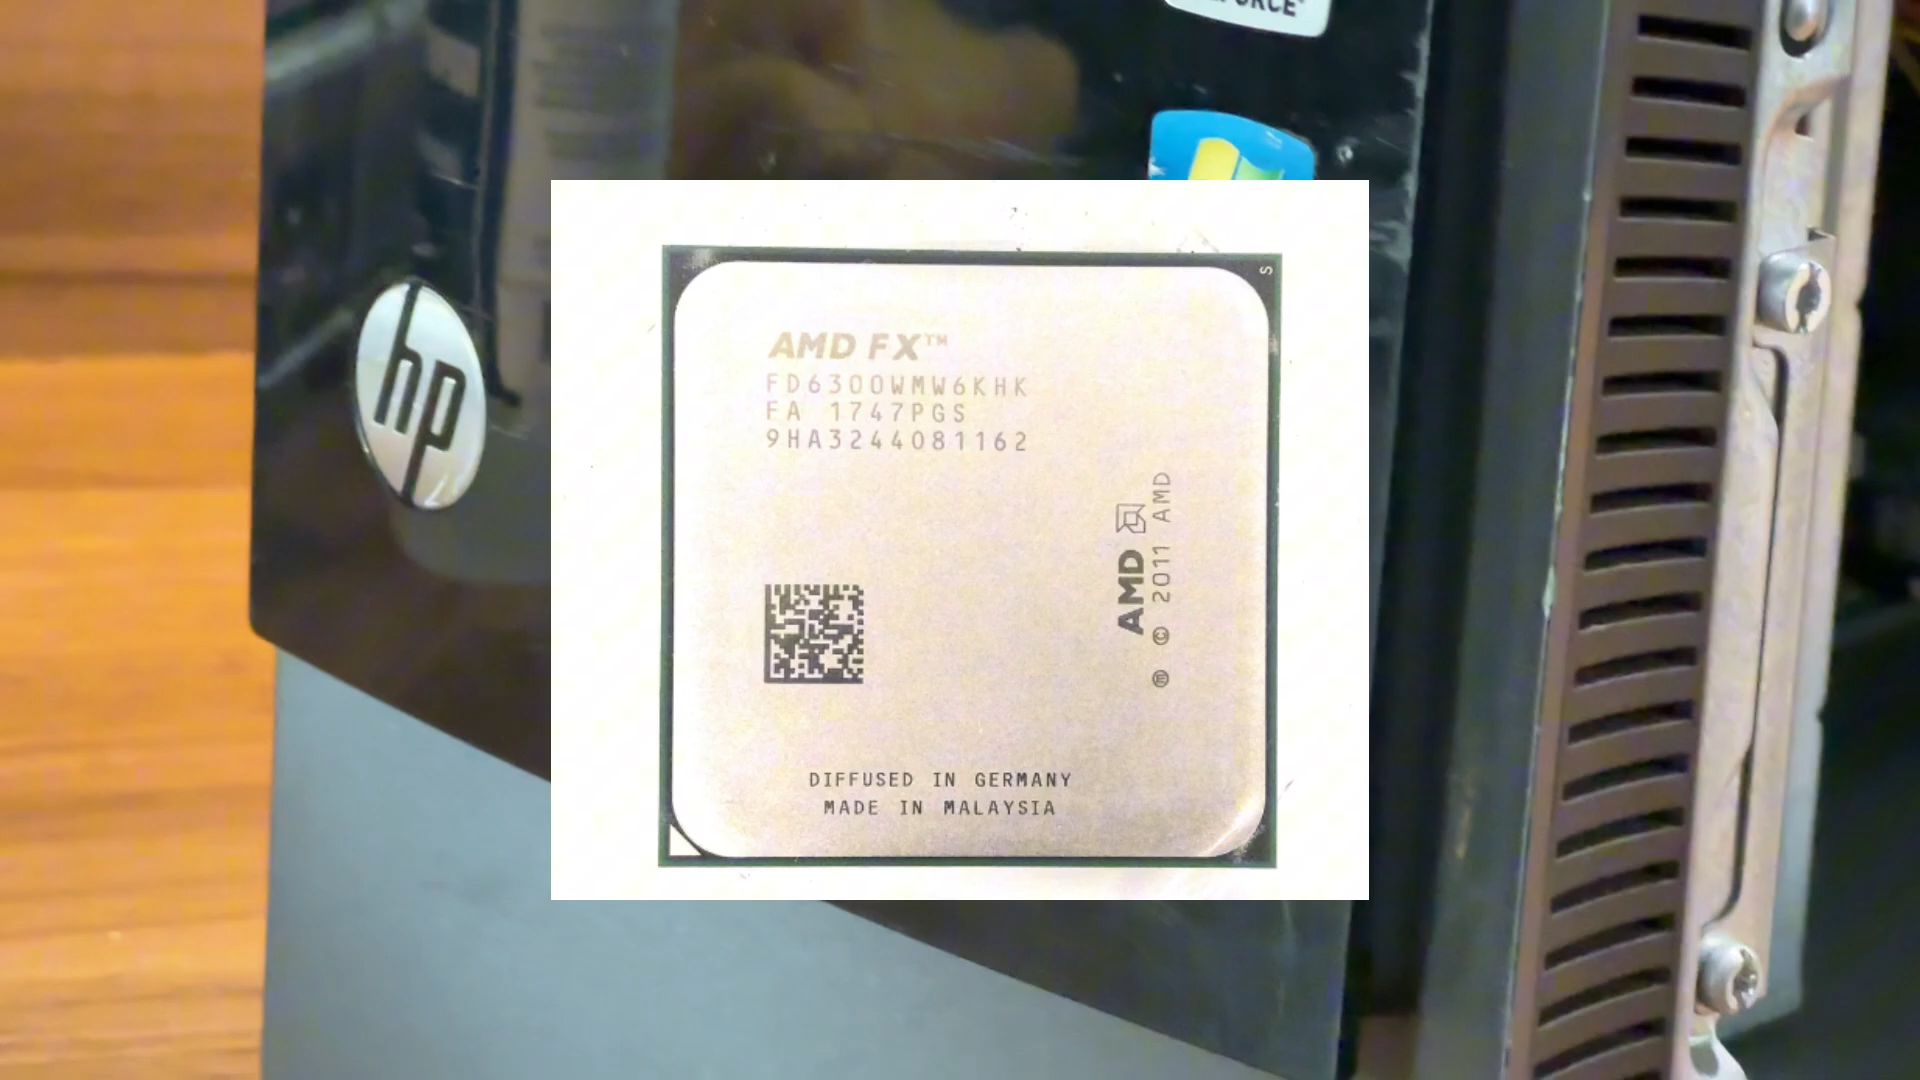 hp
AMD FX™
FD6300WMW6KHK
FA 1747PGS
9HA3244081162
S
AMD
ⓜ © 2011 AMD
DIFFUSED IN GERMANY
MADE IN MALAYSIA